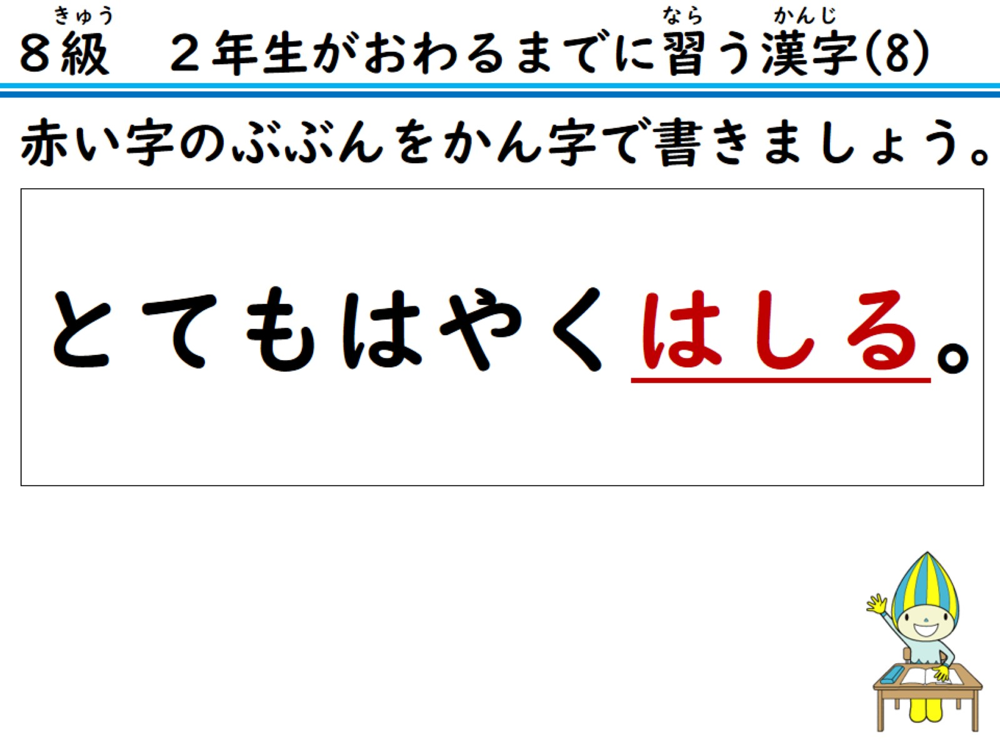 きゅう なら かんじ
8級 2年生がおわるまでに習う漢字(8)
赤い字のぶぶんをかん字で書きましょう。
とてもはやくはしる。